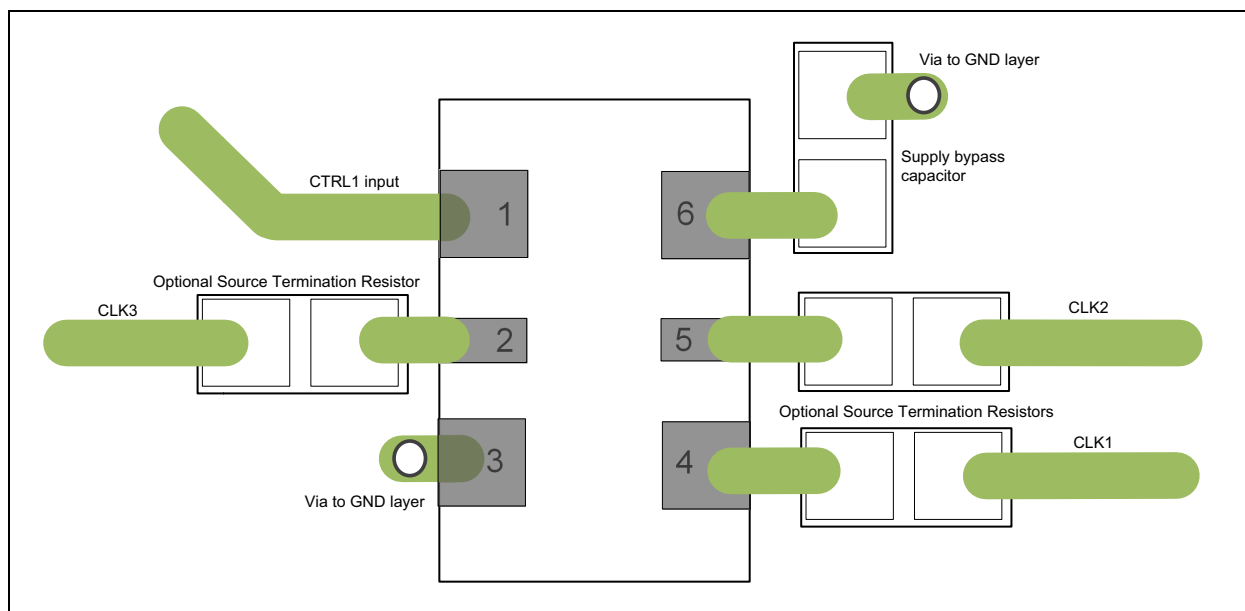 Via to GND layer
Supply bypass
capacitor
CTRL1 input
1
6
Optional Source Termination Resistor
CLK3
2
5
CLK2
Optional Source Termination Resistors
3
4
CLK1
Via to GND layer